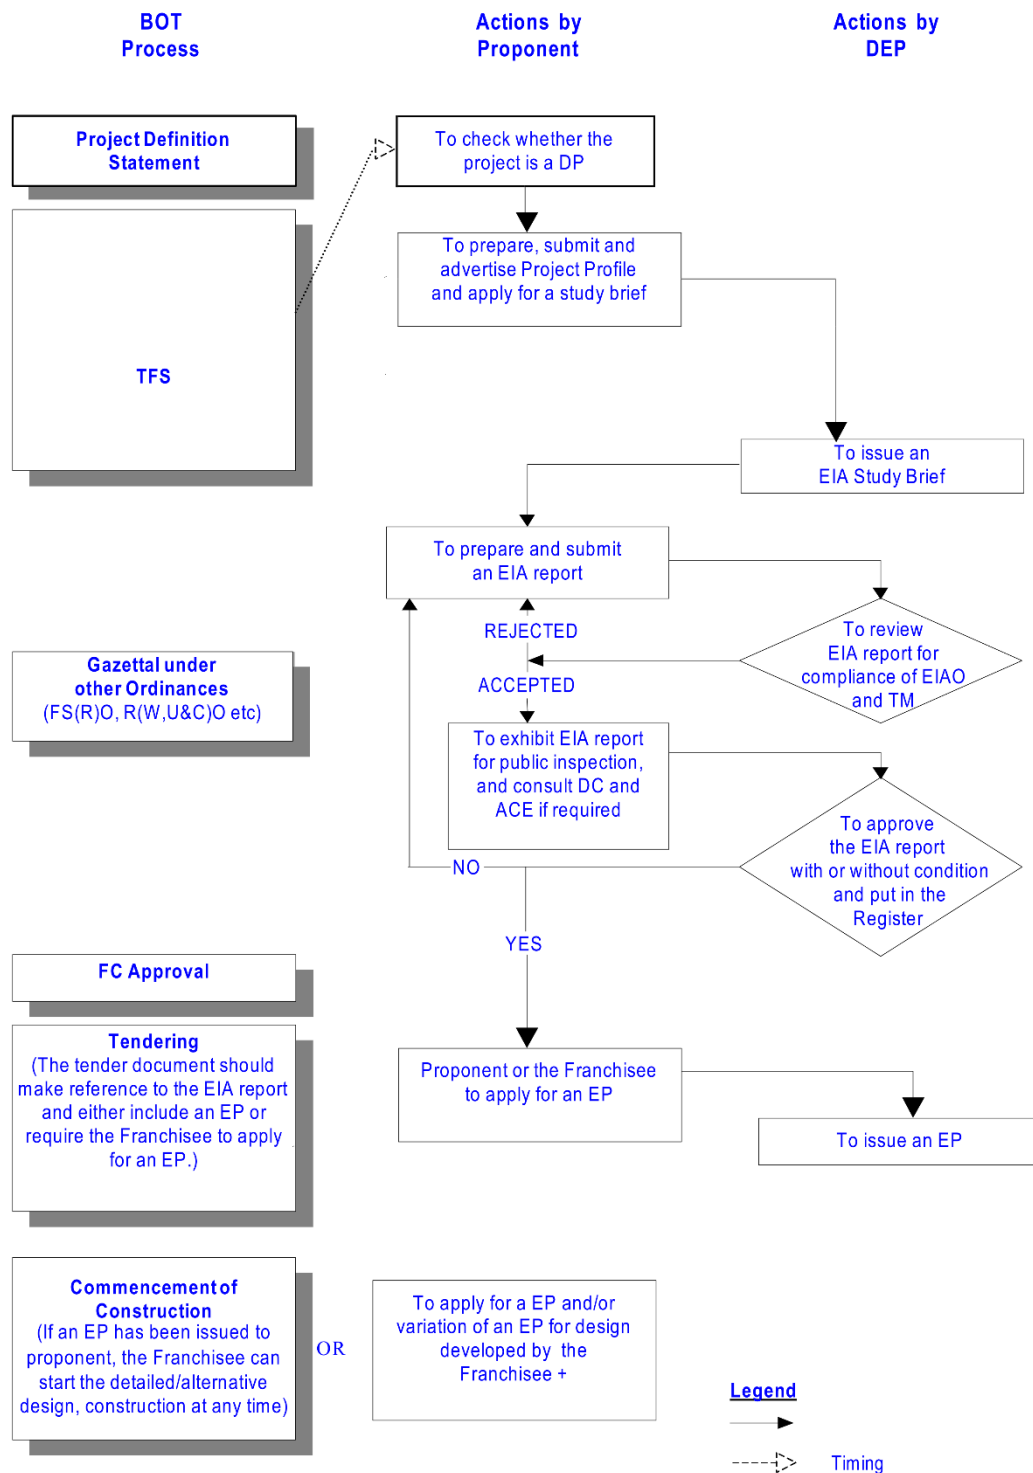 BOT
Process
Actions by
Proponent
Actions by
DEP
Project Definition
Statement
To check whether the
project is a DP
To prepare, submit and
advertise Project Profile
and apply for a study brief
TFS
To issue an
EIA Study Brief
To prepare and submit
an EIA report
REJECTED
To review
EIA report for
compliance of EIAO
and TM
Gazettal under
other Ordinances
(FS(R)O, R(W,U&C)O etc)
ACCEPTED
To exhibit EIA report
for public inspection,
and consult DC and
ACE if required
To approve
the EIA report
with or without condition
and put in the
Register
NO
YES
FC Approval
Tendering
(The tender document should
make reference to the EIA report
and either include an EP or
require the Franchisee to apply
for an EP.)
Proponent or the Franchisee
to apply for an EP
To issue an EP
Commencement of
Construction
(If an EP has been issued to
proponent, the Franchisee can
start the detailed/alternative
design, construction at any time)
OR
To apply for a EP and/or
variation of an EP for design
developed by the
Franchisee +
Legend
Timing